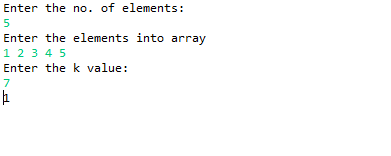 Enter the no. of elements:
5
Enter the elements into array
1 2 3 4 5
Enter the k value:
7
1